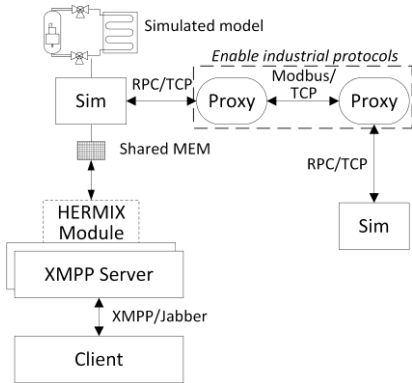 Simulated model
Enable industrial protocols
RPC/TCP
Modbus/
TCP
Sim
Proxy
Proxy
Shared MEM
RPC/TCP
HERMIX
Module
Sim
XMPP Server
XMPP/Jabber
Client